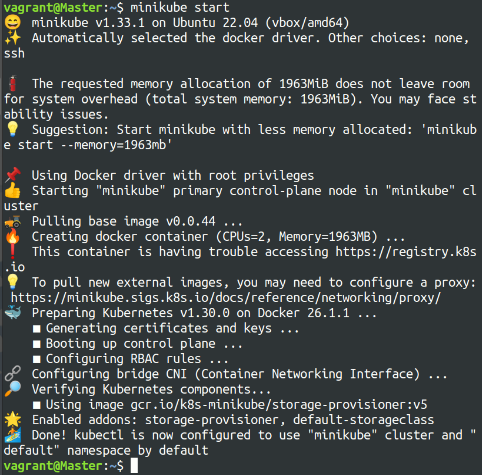 vagrant@Master:~$ minikube start
😄  minikube v1.33.1 on Ubuntu 22.04 (vbox/amd64)
✨  Automatically selected the docker driver. Other choices: none,
ssh
🧯  The requested memory allocation of 1963MiB does not leave room
for system overhead (total system memory: 1963MiB). You may face st
ability issues.
💡  Suggestion: Start minikube with less memory allocated: 'minikub
e start --memory=1963mb'
📌  Using Docker driver with root privileges
👍  Starting "minikube" primary control-plane node in "minikube" cl
uster
🚜  Pulling base image v0.0.44 ...
🔥  Creating docker container (CPUs=2, Memory=1963MB) ...
❗  This container is having trouble accessing https://registry.k8s
.io
💡  To pull new external images, you may need to configure a proxy:
https://minikube.sigs.k8s.io/docs/reference/networking/proxy/
🐳  Preparing Kubernetes v1.30.0 on Docker 26.1.1 ...
▪ Generating certificates and keys ...
▪ Booting up control plane ...
▪ Configuring RBAC rules ...
🔗  Configuring bridge CNI (Container Networking Interface) ...
🔎  Verifying Kubernetes components...
▪ Using image gcr.io/k8s-minikube/storage-provisioner:v5
🌟  Enabled addons: storage-provisioner, default-storageclass
🏄  Done! kubectl is now configured to use "minikube" cluster and "
default" namespace by default
vagrant@Master:~$